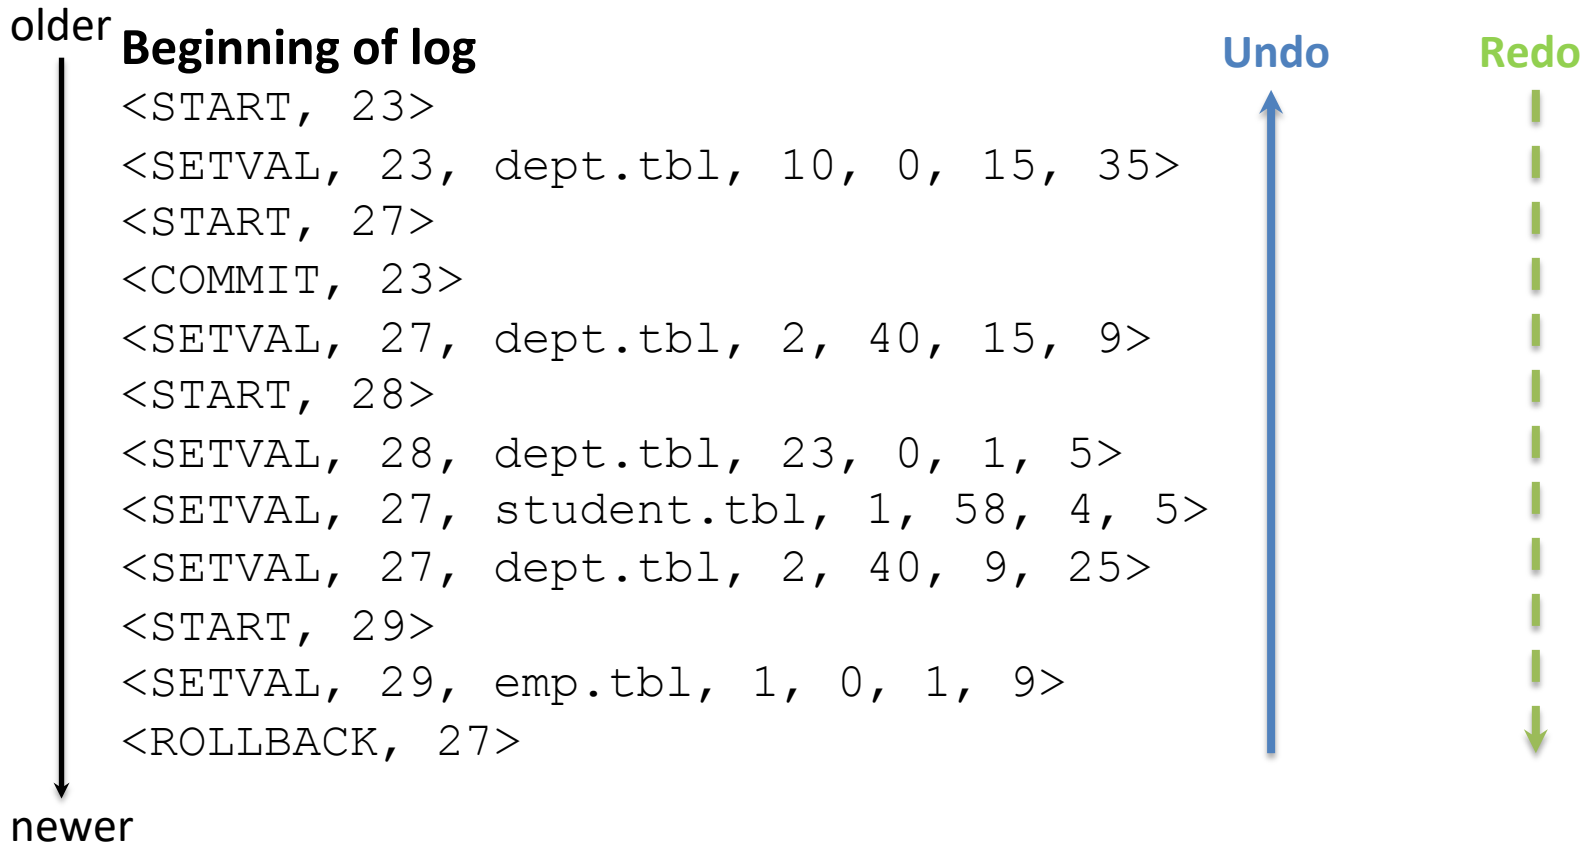 older
Beginning of log
Undo
Redo
<START, 23>
<SETVAL, 23, dept.tbl, 10, 0, 15, 35>
<START, 27>
<COMMIT, 23>
<SETVAL, 27, dept.tbl, 2, 40, 15, 9>
<START, 28>
<SETVAL, 28, dept.tbl, 23, 0, 1, 5>
<SETVAL, 27, student.tbl, 1, 58, 4, 5>
<SETVAL, 27, dept.tbl, 2, 40, 9, 25>
<START, 29>
<SETVAL, 29, emp.tbl, 1, 0, 1, 9>
<ROLLBACK, 27>
newer